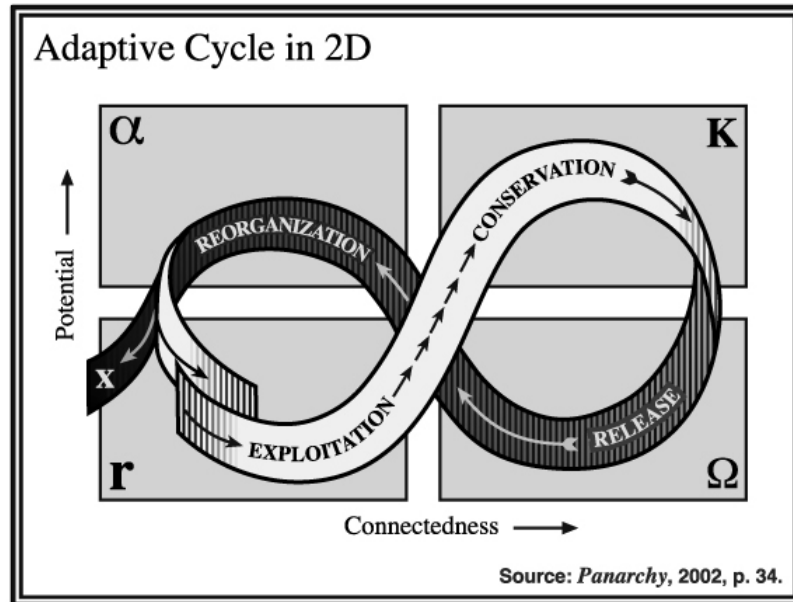 Adaptive Cycle in 2D
α
K
REORGANIZATION
CONSERVATION
Potential
x
EXPLOITATION
RELEASE
r
Ω
Connectedness
Source: Panarchy, 2002, p. 34.